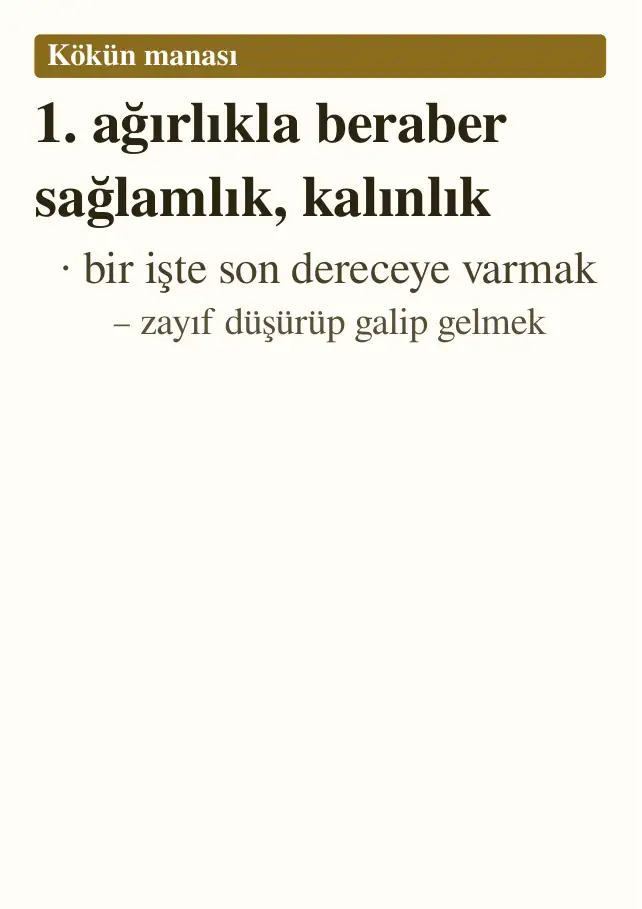 Kökün manası
1. ağırlıkla beraber
sağlamlık, kalınlık
· bir işte son dereceye varmak
– zayıf düşürüp galip gelmek